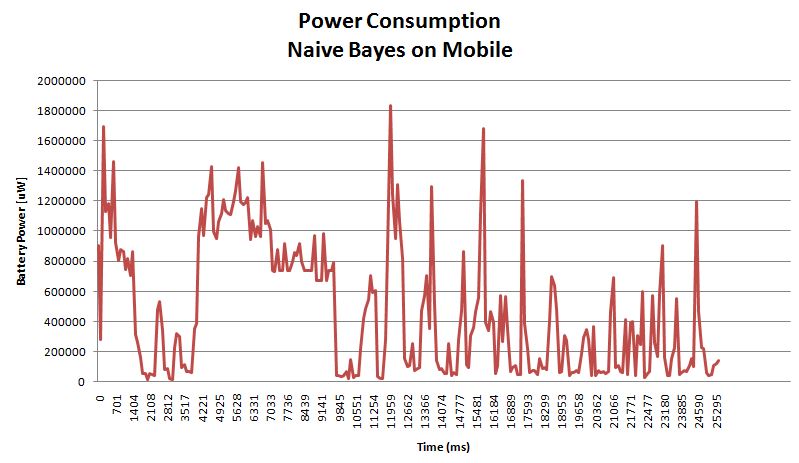 Power Consumption
Naive Bayes on Mobile
2000000
1800000
1600000
1400000
1200000
1000000
800000
600000
400000
200000
0
Battery Power [uW]
0 701 1404 2108 2812 3517 4221 4925 5628 6331 7033 7736 8439 9141 9845 10551 11254 11959 12662 13366 14074 14777 15481 16184 16889 17593 18299 18953 19658 20362 21066 21771 22477 23180 23885 24590 25295
Time (ms)